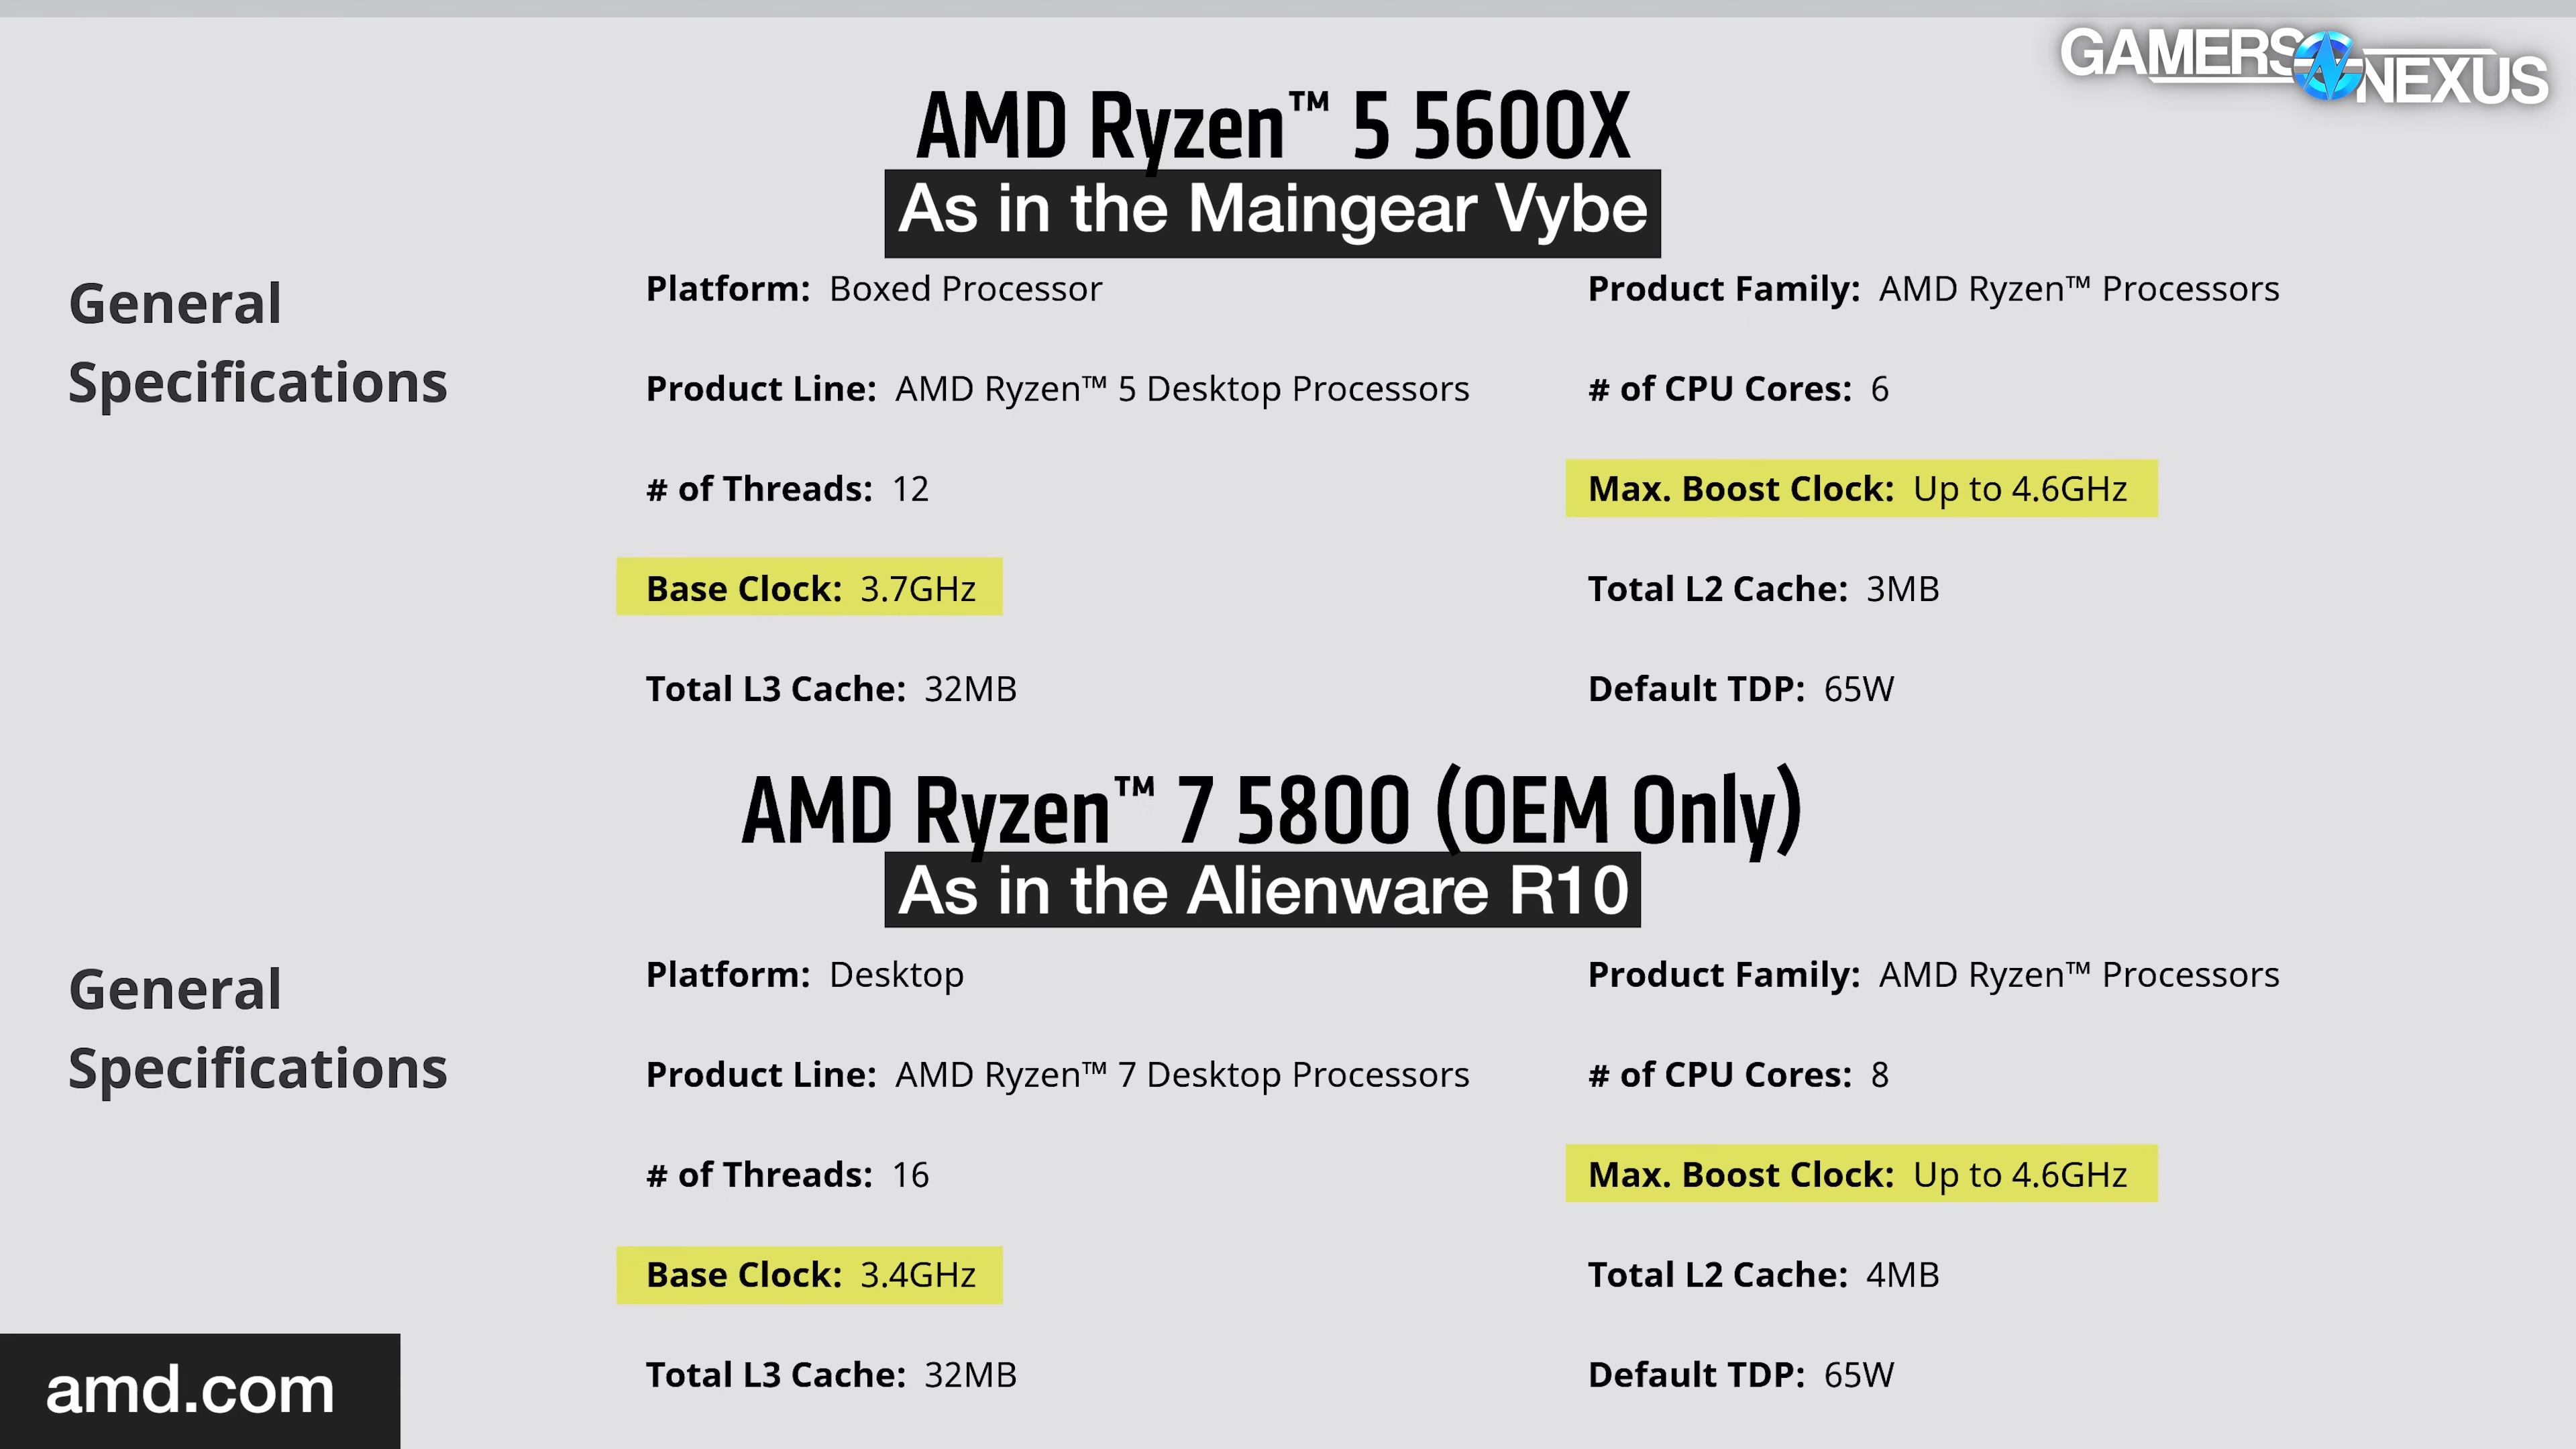 GAMERS NEXUS
AMD Ryzen™ 5 5600X
As in the Maingear Vybe
General
Specifications
Platform: Boxed Processor
Product Family: AMD Ryzen™ Processors
Product Line: AMD Ryzen™ 5 Desktop Processors
# of CPU Cores: 6
# of Threads: 12
Max. Boost Clock: Up to 4.6GHz
Base Clock: 3.7GHz
Total L2 Cache: 3MB
Total L3 Cache: 32MB
Default TDP: 65W
AMD Ryzen™ 7 5800 (OEM Only)
As in the Alienware R10
General
Specifications
Platform: Desktop
Product Family: AMD Ryzen™ Processors
Product Line: AMD Ryzen™ 7 Desktop Processors
# of CPU Cores: 8
# of Threads: 16
Max. Boost Clock: Up to 4.6GHz
Base Clock: 3.4GHz
Total L2 Cache: 4MB
Total L3 Cache: 32MB
Default TDP: 65W
amd.com